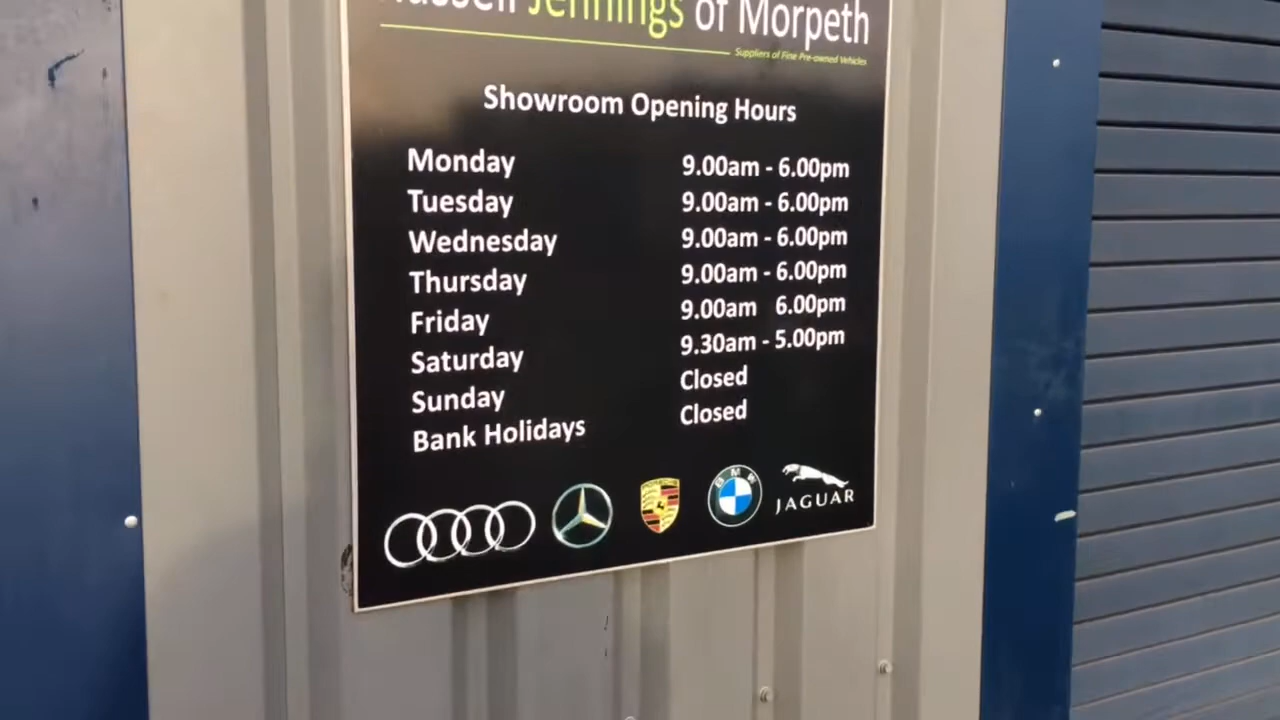 Russell Jennings of Morpeth
Suppliers of Fine Pre-owned Vehicles
Showroom Opening Hours
Monday 9.00am - 6.00pm
Tuesday 9.00am - 6.00pm
Wednesday 9.00am - 6.00pm
Thursday 9.00am - 6.00pm
Friday 9.00am 6.00pm
Saturday 9.30am - 5.00pm
Sunday Closed
Bank Holidays Closed
PORSCHE
BMW
JAGUAR